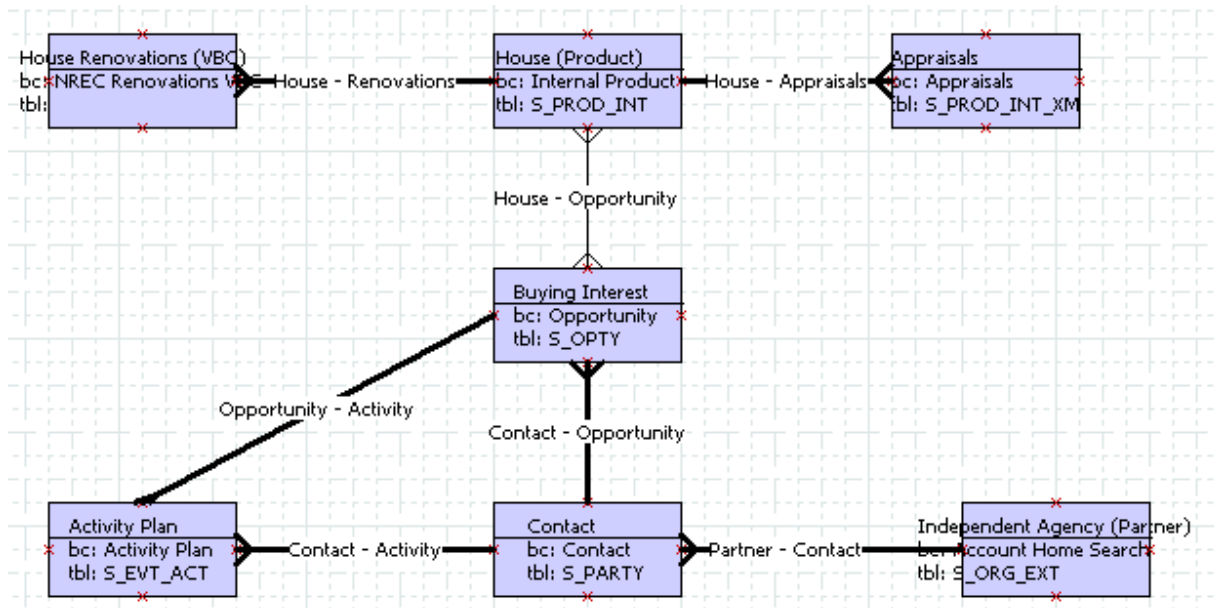 House Renovations (VBC)
bc: NREC Renovations VBC
tbl:
House - Renovations
House (Product)
bc: Internal Product
tbl: S_PROD_INT
House - Appraisals
Appraisals
bc: Appraisals
tbl: S_PROD_INT_XM
House - Opportunity
Buying Interest
bc: Opportunity
tbl: S_OPTY
Opportunity - Activity
Contact - Opportunity
Activity Plan
bc: Activity Plan
tbl: S_EVT_ACT
Contact - Activity
Contact
bc: Contact
tbl: S_PARTY
Partner - Contact
Independent Agency (Partner)
bc: Account Home Search
tbl: S_ORG_EXT